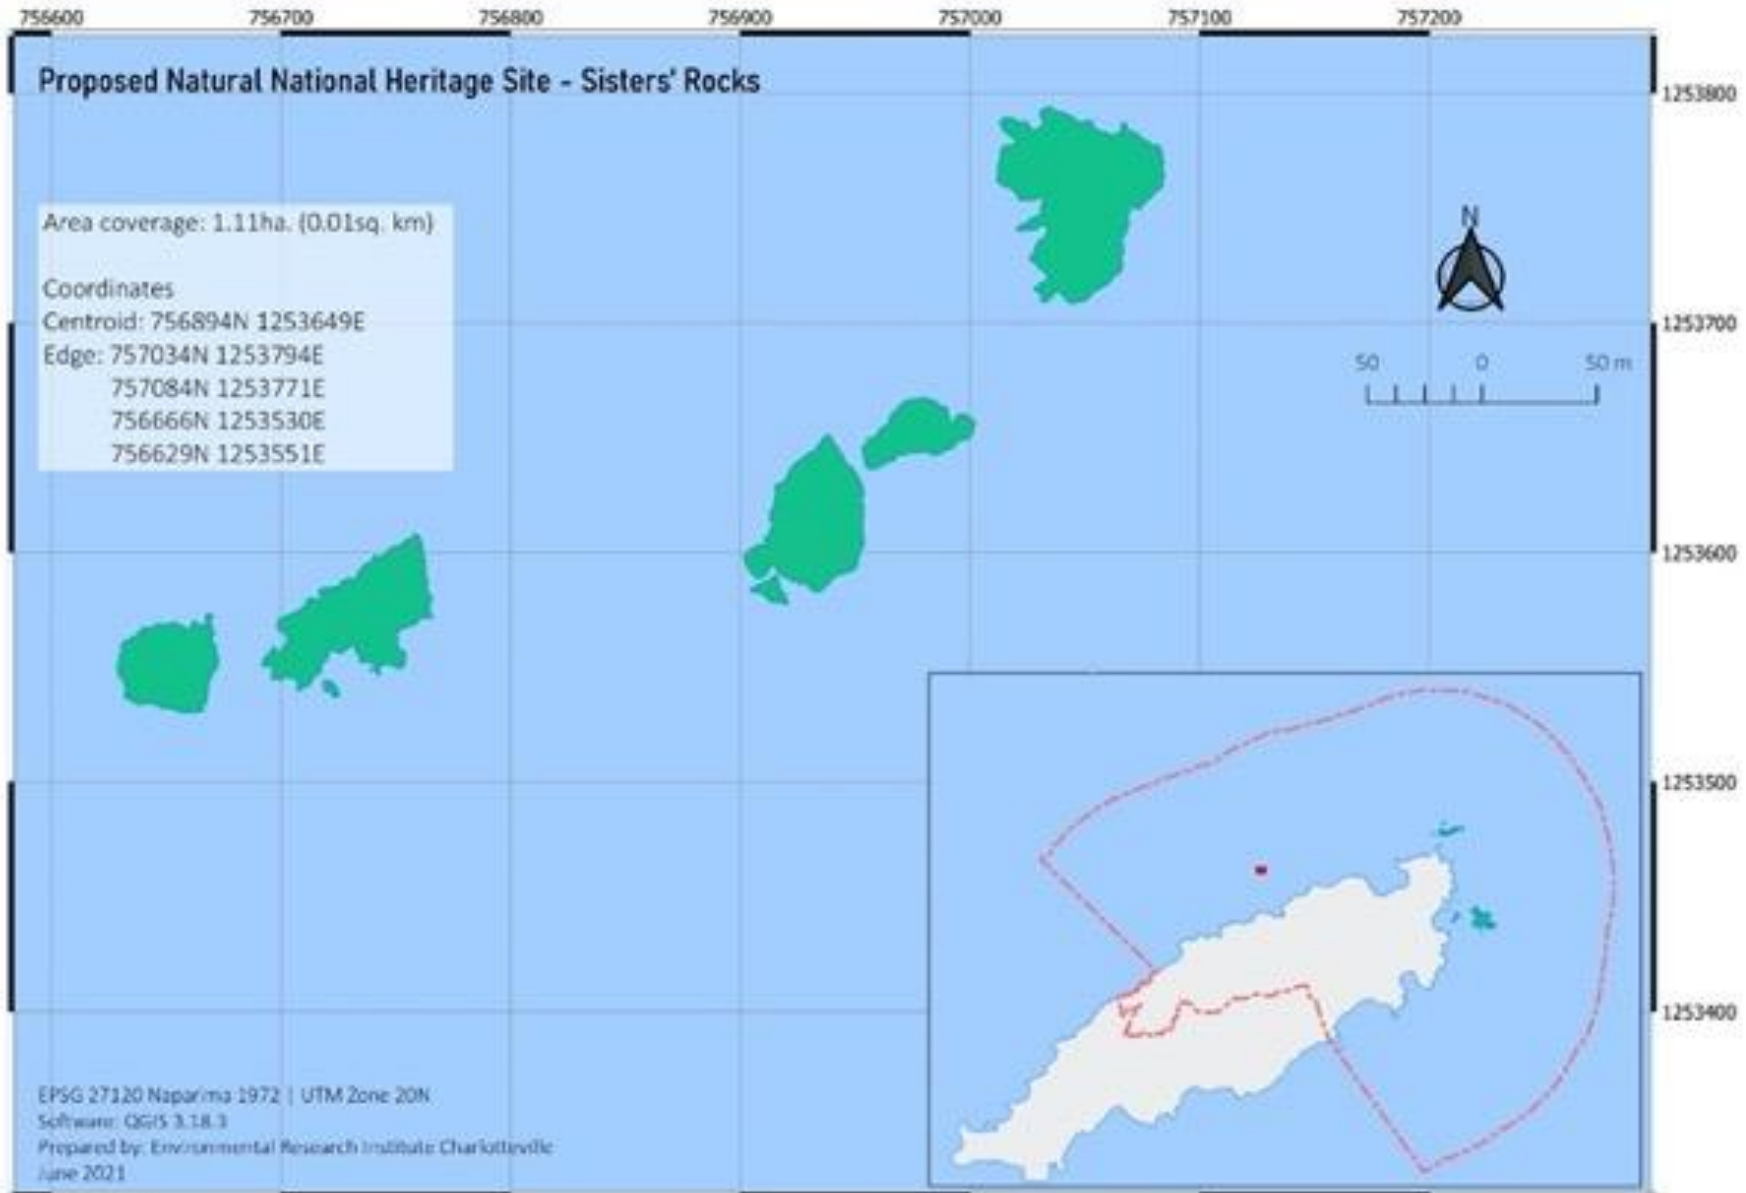 756600 756700 756800 756900 757000 757100 757200
Proposed Natural National Heritage Site - Sisters' Rocks
1253800
Area coverage: 1.11ha. (0.01sq. km)
N
Coordinates
Centroid: 756894N 1253649E
1253700
Edge: 757034N 1253794E
50 0 50 m
757084N 1253771E
756666N 1253530E
756629N 1253551E
1253600
1253500
1253400
EPSG 27120 Naparima 1972 | UTM Zone 20N
Software: QGIS 3.18.3
Prepared by: Environmental Research Institute Charlotteville
June 2021